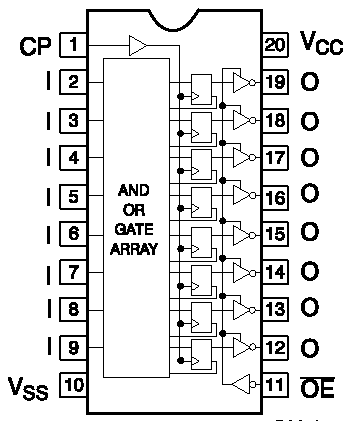 CP 1 20 VCC
I 2 19 O
I 3 18 O
I 4 17 O
I 5 16 O
I 6 15 O
I 7 14 O
I 8 13 O
I 9 12 O
VSS 10 11 OE
AND
OR
GATE
ARRAY